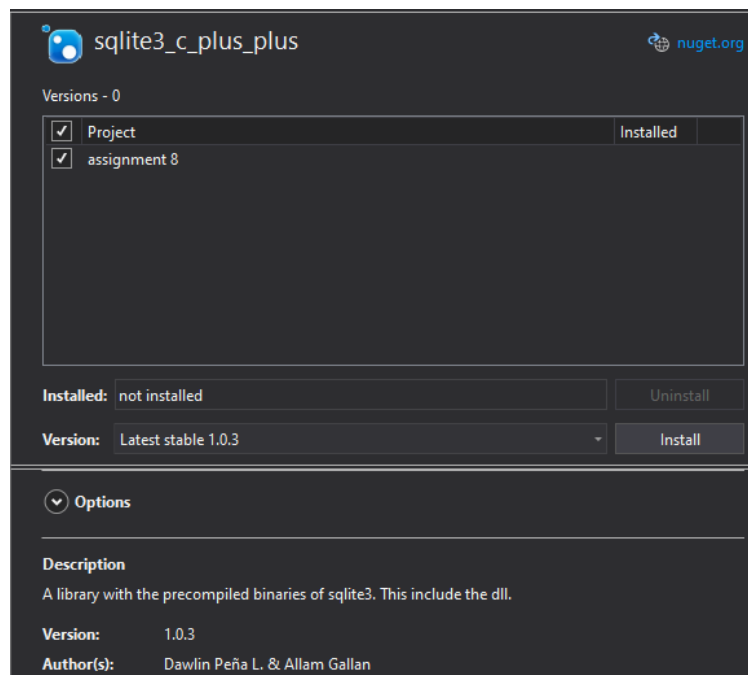 sqlite3_c_plus_plus nuget.org
Versions - 0
Project Installed
assignment 8
Installed: not installed Uninstall
Version: Latest stable 1.0.3 Install
Options
Description
A library with the precompiled binaries of sqlite3. This include the dll.
Version: 1.0.3
Author(s): Dawlin Peña L. & Allam Gallan